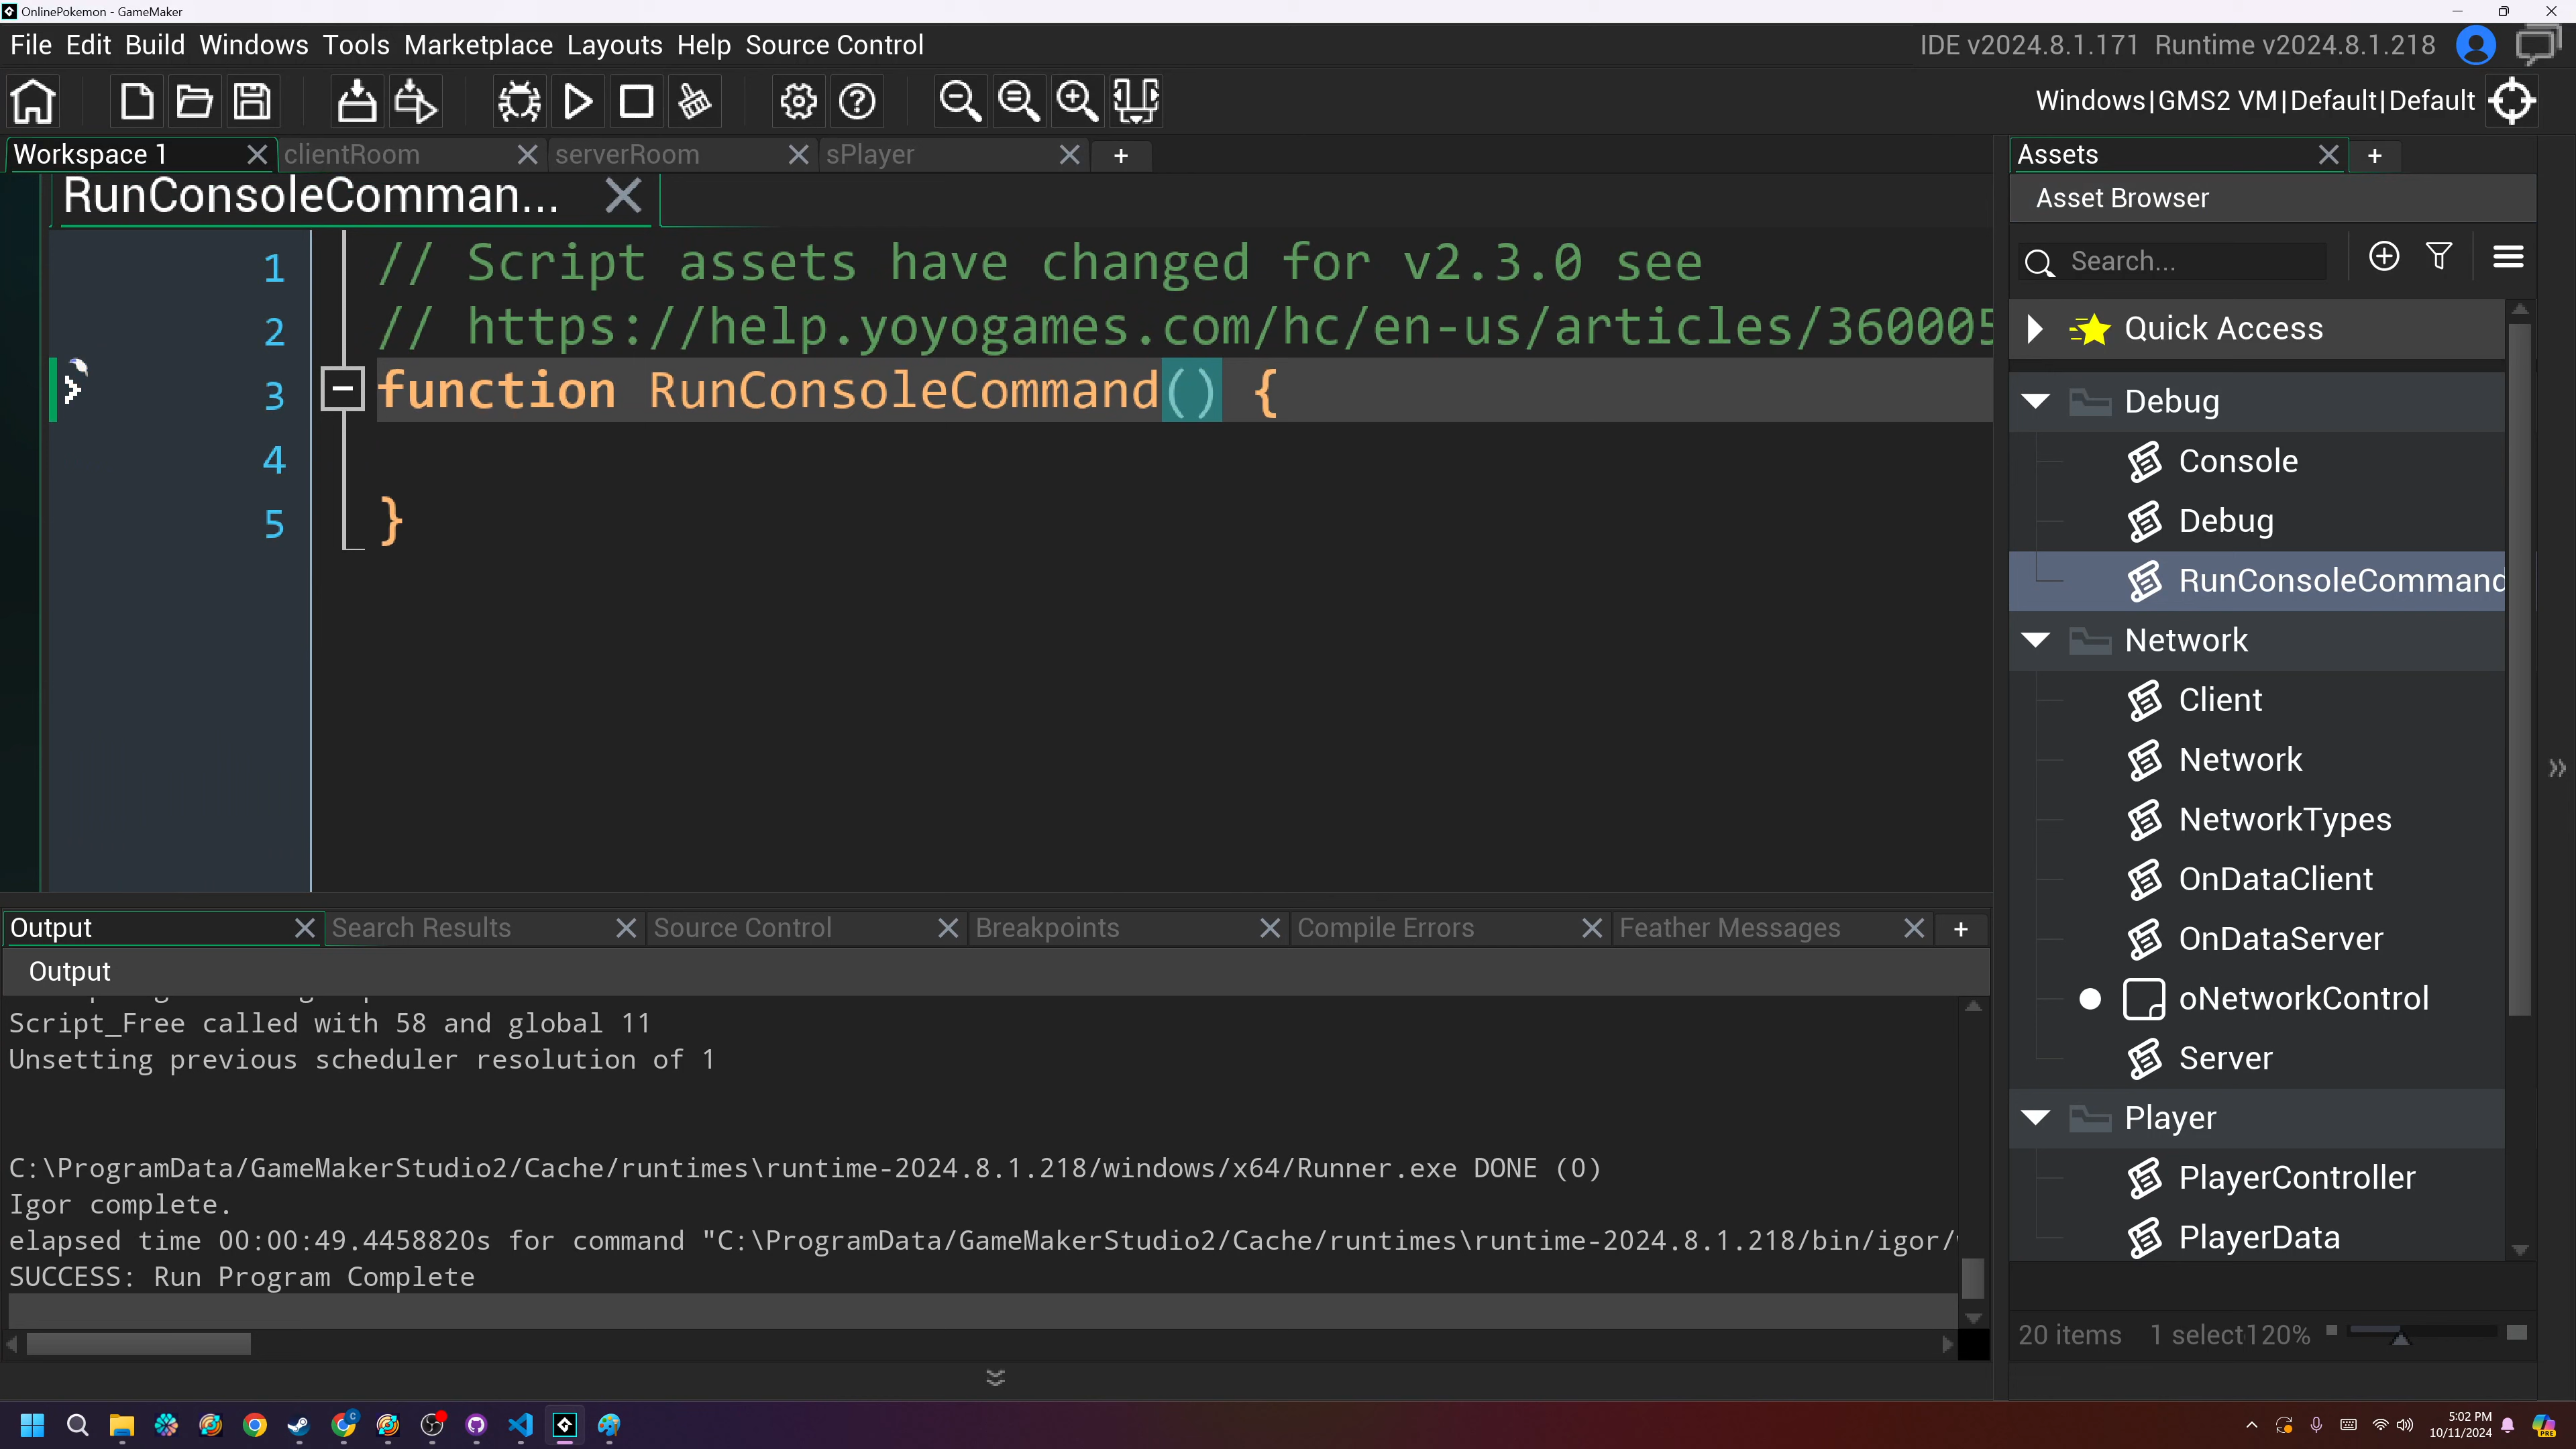 OnlinePokemon - GameMaker
File Edit Build Windows Tools Marketplace Layouts Help Source Control
IDE v2024.8.1.171 Runtime v2024.8.1.218
Windows|GMS2 VM|Default|Default
Workspace 1
clientRoom
serverRoom
sPlayer
+
RunConsoleComman...
1 // Script assets have changed for v2.3.0 see
2 // https://help.yoyogames.com/hc/en-us/articles/360005
3 function RunConsoleCommand() {
4
5 }
Assets
+
Asset Browser
Search...
Quick Access
Debug
Console
Debug
RunConsoleCommand
Network
Client
Network
NetworkTypes
OnDataClient
OnDataServer
oNetworkControl
Server
Player
PlayerController
PlayerData
20 items 1 select 120%
Output
Search Results
Source Control
Breakpoints
Compile Errors
Feather Messages
+
Output
Script_Free called with 58 and global 11
Unsetting previous scheduler resolution of 1
C:\ProgramData/GameMakerStudio2/Cache/runtimes\runtime-2024.8.1.218/windows/x64/Runner.exe DONE (0)
Igor complete.
elapsed time 00:00:49.4458820s for command "C:\ProgramData/GameMakerStudio2/Cache/runtimes\runtime-2024.8.1.218/bin/igor/
SUCCESS: Run Program Complete
5:02 PM
10/11/2024
PRE